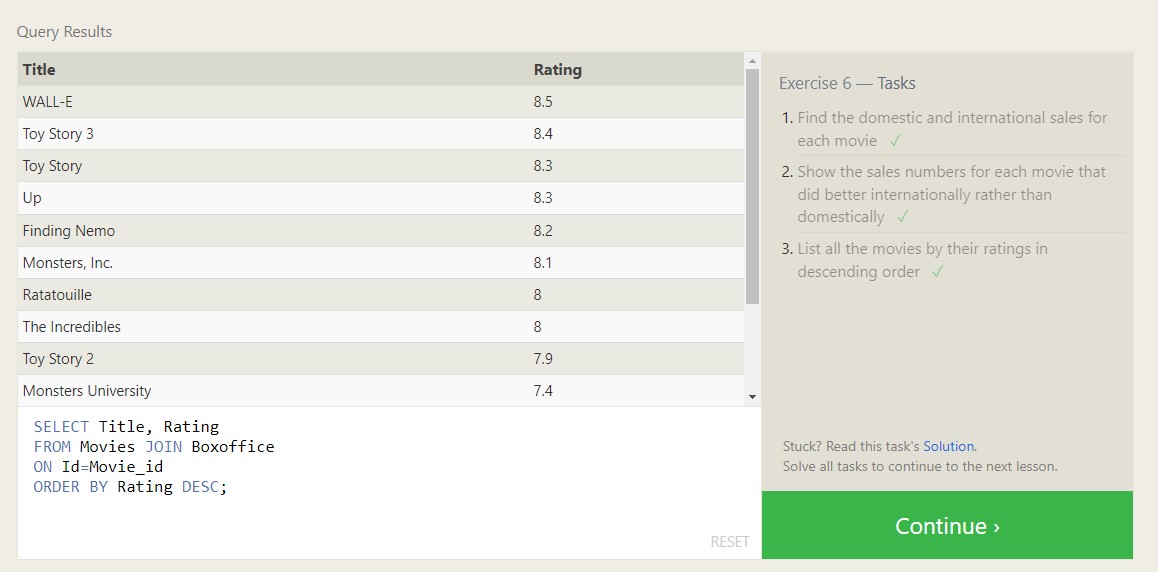 Query Results
Title Rating
WALL-E 8.5
Toy Story 3 8.4
Toy Story 8.3
Up 8.3
Finding Nemo 8.2
Monsters, Inc. 8.1
Ratatouille 8
The Incredibles 8
Toy Story 2 7.9
Monsters University 7.4
SELECT Title, Rating
FROM Movies JOIN Boxoffice
ON Id=Movie_id
ORDER BY Rating DESC;
RESET
Exercise 6 — Tasks
1. Find the domestic and international sales for
each movie ✓
2. Show the sales numbers for each movie that
did better internationally rather than
domestically ✓
3. List all the movies by their ratings in
descending order ✓
Stuck? Read this task's Solution.
Solve all tasks to continue to the next lesson.
Continue ›